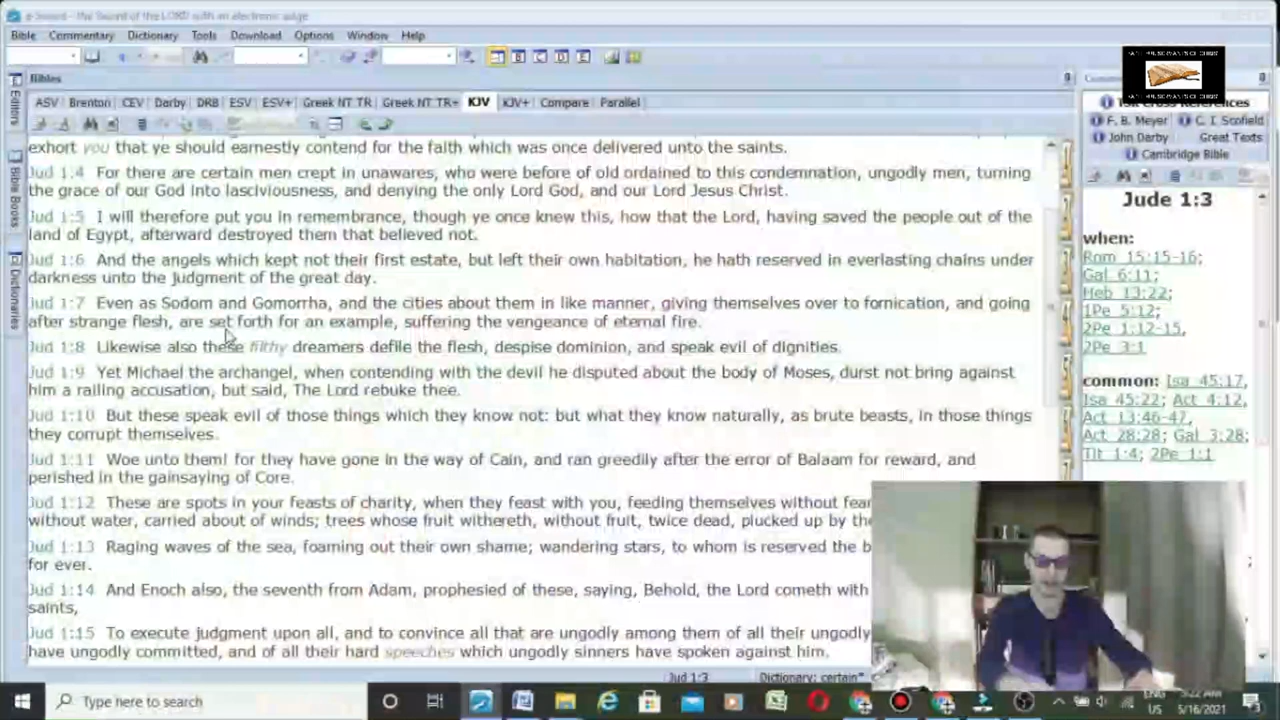 e-Sword - the Sword of the LORD with an electronic edge
Bible Commentary Dictionary Tools Download Options Window Help
B C D E
Bibles
ASV Brenton CEV Darby DRB ESV ESV+ Greek NT TR Greek NT TR+ KJV KJV+ Compare Parallel
Editors
Bible Books
Dictionaries
exhort you that ye should earnestly contend for the faith which was once delivered unto the saints.
Jud 1:4 For there are certain men crept in unawares, who were before of old ordained to this condemnation, ungodly men, turning
the grace of our God into lasciviousness, and denying the only Lord God, and our Lord Jesus Christ.
Jud 1:5 I will therefore put you in remembrance, though ye once knew this, how that the Lord, having saved the people out of the
land of Egypt, afterward destroyed them that believed not.
Jud 1:6 And the angels which kept not their first estate, but left their own habitation, he hath reserved in everlasting chains under
darkness unto the judgment of the great day.
Jud 1:7 Even as Sodom and Gomorrha, and the cities about them in like manner, giving themselves over to fornication, and going
after strange flesh, are set forth for an example, suffering the vengeance of eternal fire.
Jud 1:8 Likewise also these filthy dreamers defile the flesh, despise dominion, and speak evil of dignities.
Jud 1:9 Yet Michael the archangel, when contending with the devil he disputed about the body of Moses, durst not bring against
him a railing accusation, but said, The Lord rebuke thee.
Jud 1:10 But these speak evil of those things which they know not: but what they know naturally, as brute beasts, in those things
they corrupt themselves.
Jud 1:11 Woe unto them! for they have gone in the way of Cain, and ran greedily after the error of Balaam for reward, and
perished in the gainsaying of Core.
Jud 1:12 These are spots in your feasts of charity, when they feast with you, feeding themselves without fear
without water, carried about of winds; trees whose fruit withereth, without fruit, twice dead, plucked up by the
Jud 1:13 Raging waves of the sea, foaming out their own shame; wandering stars, to whom is reserved the b
for ever.
Jud 1:14 And Enoch also, the seventh from Adam, prophesied of these, saying, Behold, the Lord cometh with
saints,
Jud 1:15 To execute judgment upon all, and to convince all that are ungodly among them of all their ungodly
have ungodly committed, and of all their hard speeches which ungodly sinners have spoken against him.
OF CHRIST
Cross References
F. B. Meyer C. I. Scofield
John Darby Great Texts
Cambridge Bible
Jude 1:3
when:
Rom 15:15-16;
Gal 6:11;
Heb 13:22;
1Pe 5:12;
2Pe 1:12-15,
2Pe 3:1
common: Isa 45:17,
Isa 45:22; Act 4:12,
Act 13:46-47,
Act 28:28; Gal 3:28;
Tit 1:4; 2Pe 1:1
Jud 1:3 Dictionary: certain"
Type here to search
ENG
US
5:22 AM
5/16/2021